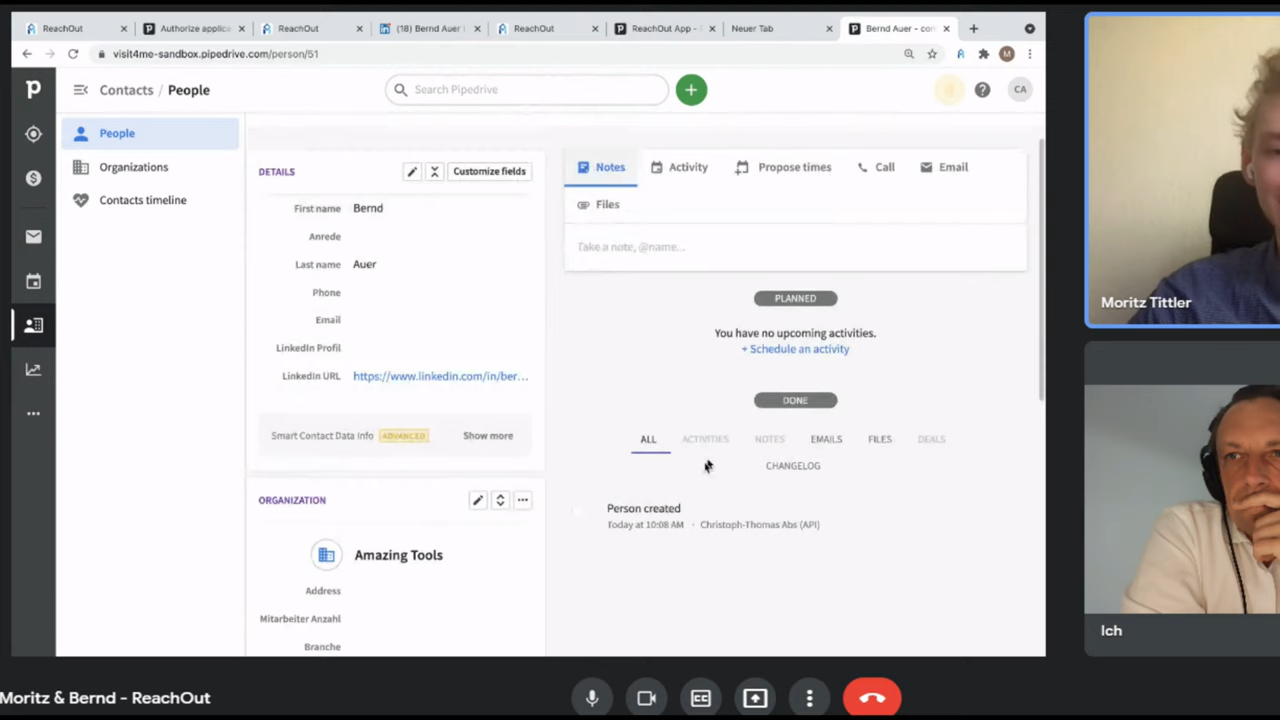 ReachOut
Authorize applica
ReachOut
(18) Bernd Auer
ReachOut
ReachOut App -
Neuer Tab
Bernd Auer - con
visit4me-sandbox.pipedrive.com/person/51
M
Contacts / People
Search Pipedrive
CA
People
Organizations
Contacts timeline
DETAILS
Customize fields
First name Bernd
Anrede
Last name Auer
Phone
Email
LinkedIn Profil
LinkedIn URL https://www.linkedin.com/in/ber...
Smart Contact Data Info ADVANCED Show more
ORGANIZATION
Amazing Tools
Address
Mitarbeiter Anzahl
Branche
Notes Activity Propose times Call Email
Files
Take a note, @name...
PLANNED
You have no upcoming activities.
+ Schedule an activity
DONE
ALL ACTIVITIES NOTES EMAILS FILES DEALS
CHANGELOG
Person created
Today at 10:08 AM · Christoph-Thomas Abs (API)
Moritz Tittler
Ich
Moritz & Bernd - ReachOut